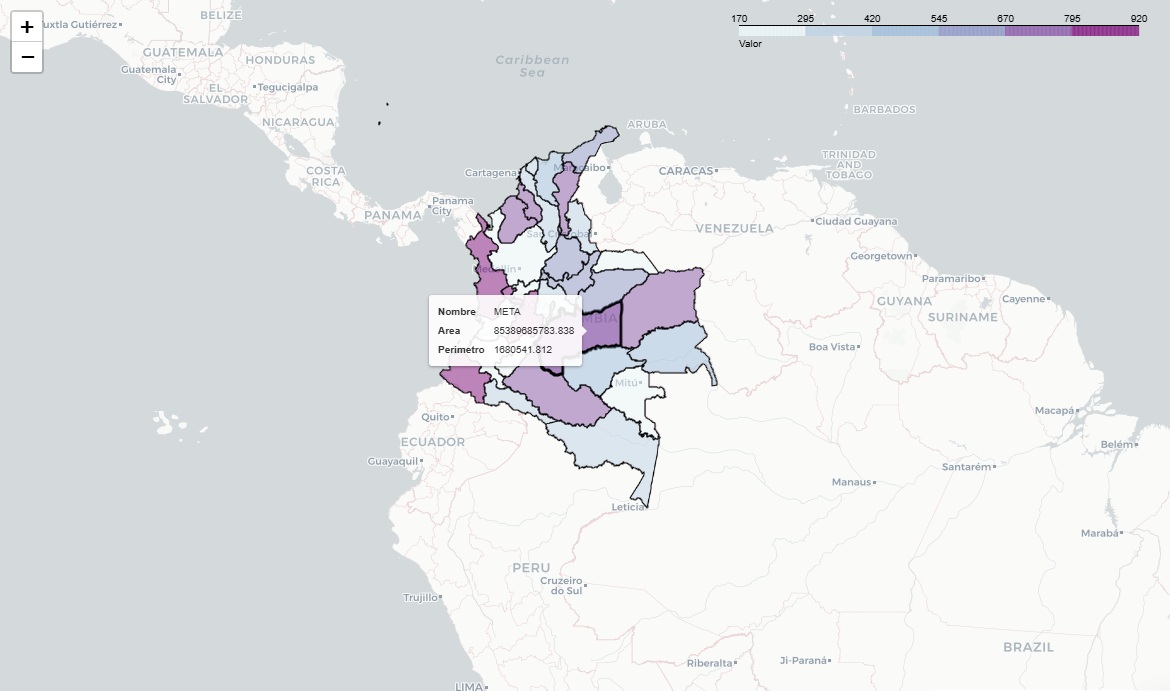 +
−
170 295 420 545 670 795 920
Valor
BELIZE
uxtla Gutiérrez
GUATEMALA
HONDURAS
Guatemala
City
Tegucigalpa
EL
SALVADOR
NICARAGUA
Caribbean
Sea
BARBADOS
ARUBA
TRINIDAD
AND
TOBAGO
COSTA
RICA
Cartagena
CARACAS
Panama
City
PANAMA
VENEZUELA
Ciudad Guayana
Georgetown
Paramaribo
Cayenne
GUYANA
SURINAME
Medellín
Nombre META
Area 85389685783.838
Perimetro 1680541.812
Boa Vista
Mitú
Quito
ECUADOR
Guayaquil
Macapá
Belém
Santarém
Manaus
Leticia
Marabá
PERU
Cruzeiro
do Sul
Trujillo
BRAZIL
Riberalta
Ji-Paraná
LIMA